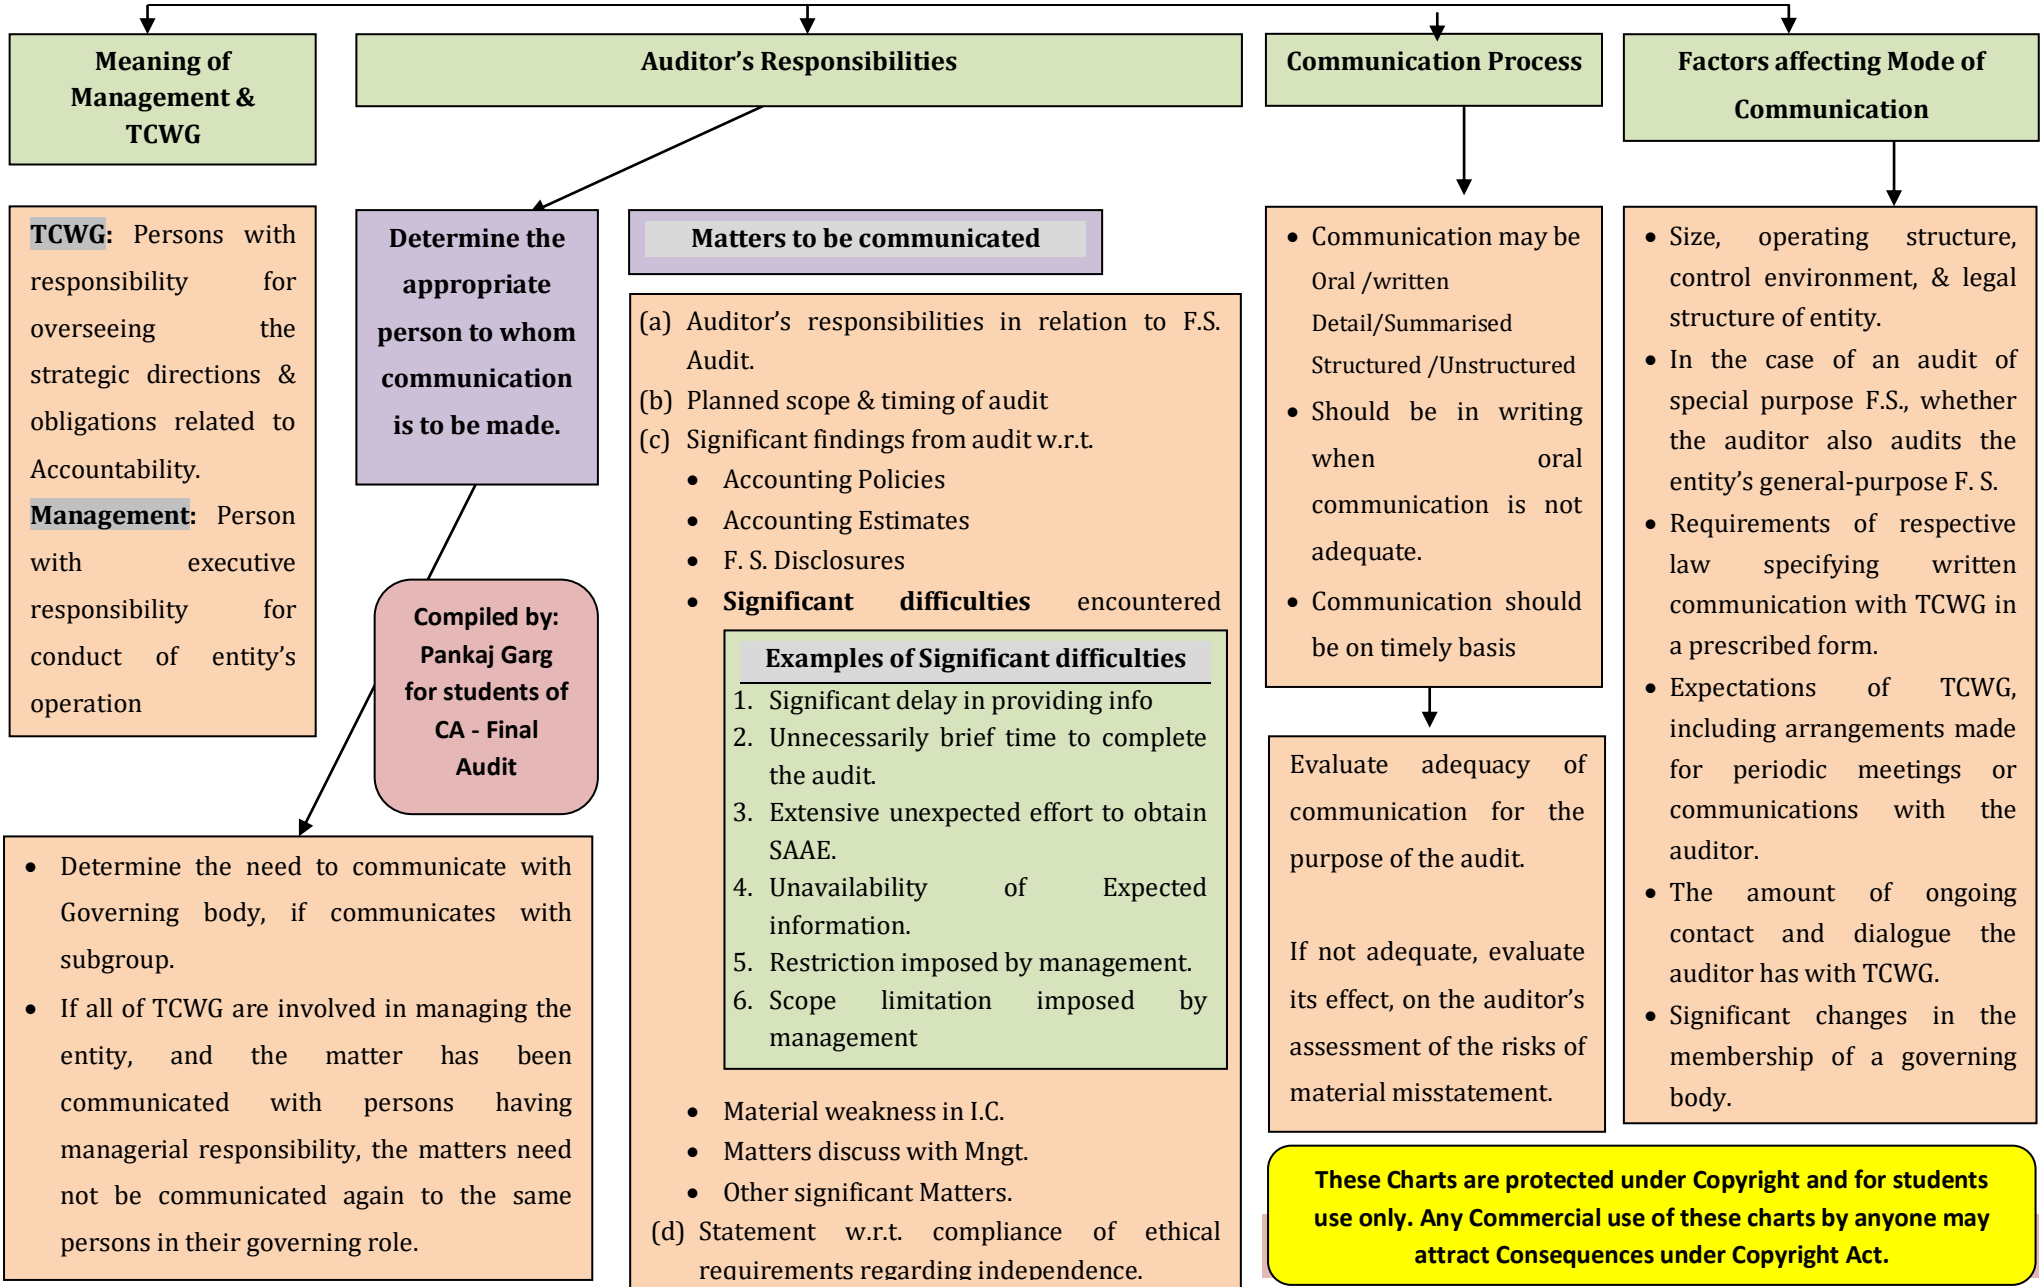 Meaning of
Management &
TCWG
Auditor’s Responsibilities
Communication Process
Factors affecting Mode of
Communication
TCWG: Persons with
responsibility for
overseeing the
strategic directions &
obligations related to
Accountability.
Management: Person
with executive
responsibility for
conduct of entity’s
operation
Determine the
appropriate
person to whom
communication
is to be made.
Compiled by:
Pankaj Garg
for students of
CA - Final
Audit
• Determine the need to communicate with
Governing body, if communicates with
subgroup.
• If all of TCWG are involved in managing the
entity, and the matter has been
communicated with persons having
managerial responsibility, the matters need
not be communicated again to the same
persons in their governing role.
Matters to be communicated
(a) Auditor’s responsibilities in relation to F.S.
Audit.
(b) Planned scope & timing of audit
(c) Significant findings from audit w.r.t.
• Accounting Policies
• Accounting Estimates
• F. S. Disclosures
• Significant difficulties encountered
Examples of Significant difficulties
1. Significant delay in providing info
2. Unnecessarily brief time to complete
the audit.
3. Extensive unexpected effort to obtain
SAAE.
4. Unavailability of Expected
information.
5. Restriction imposed by management.
6. Scope limitation imposed by
management
• Material weakness in I.C.
• Matters discuss with Mngt.
• Other significant Matters.
(d) Statement w.r.t. compliance of ethical
requirements regarding independence.
• Communication may be
Oral /written
Detail/Summarised
Structured /Unstructured
• Should be in writing
when oral
communication is not
adequate.
• Communication should
be on timely basis
Evaluate adequacy of
communication for the
purpose of the audit.
If not adequate, evaluate
its effect, on the auditor’s
assessment of the risks of
material misstatement.
• Size, operating structure,
control environment, & legal
structure of entity.
• In the case of an audit of
special purpose F.S., whether
the auditor also audits the
entity’s general-purpose F. S.
• Requirements of respective
law specifying written
communication with TCWG in
a prescribed form.
• Expectations of TCWG,
including arrangements made
for periodic meetings or
communications with the
auditor.
• The amount of ongoing
contact and dialogue the
auditor has with TCWG.
• Significant changes in the
membership of a governing
body.
These Charts are protected under Copyright and for students
use only. Any Commercial use of these charts by anyone may
attract Consequences under Copyright Act.